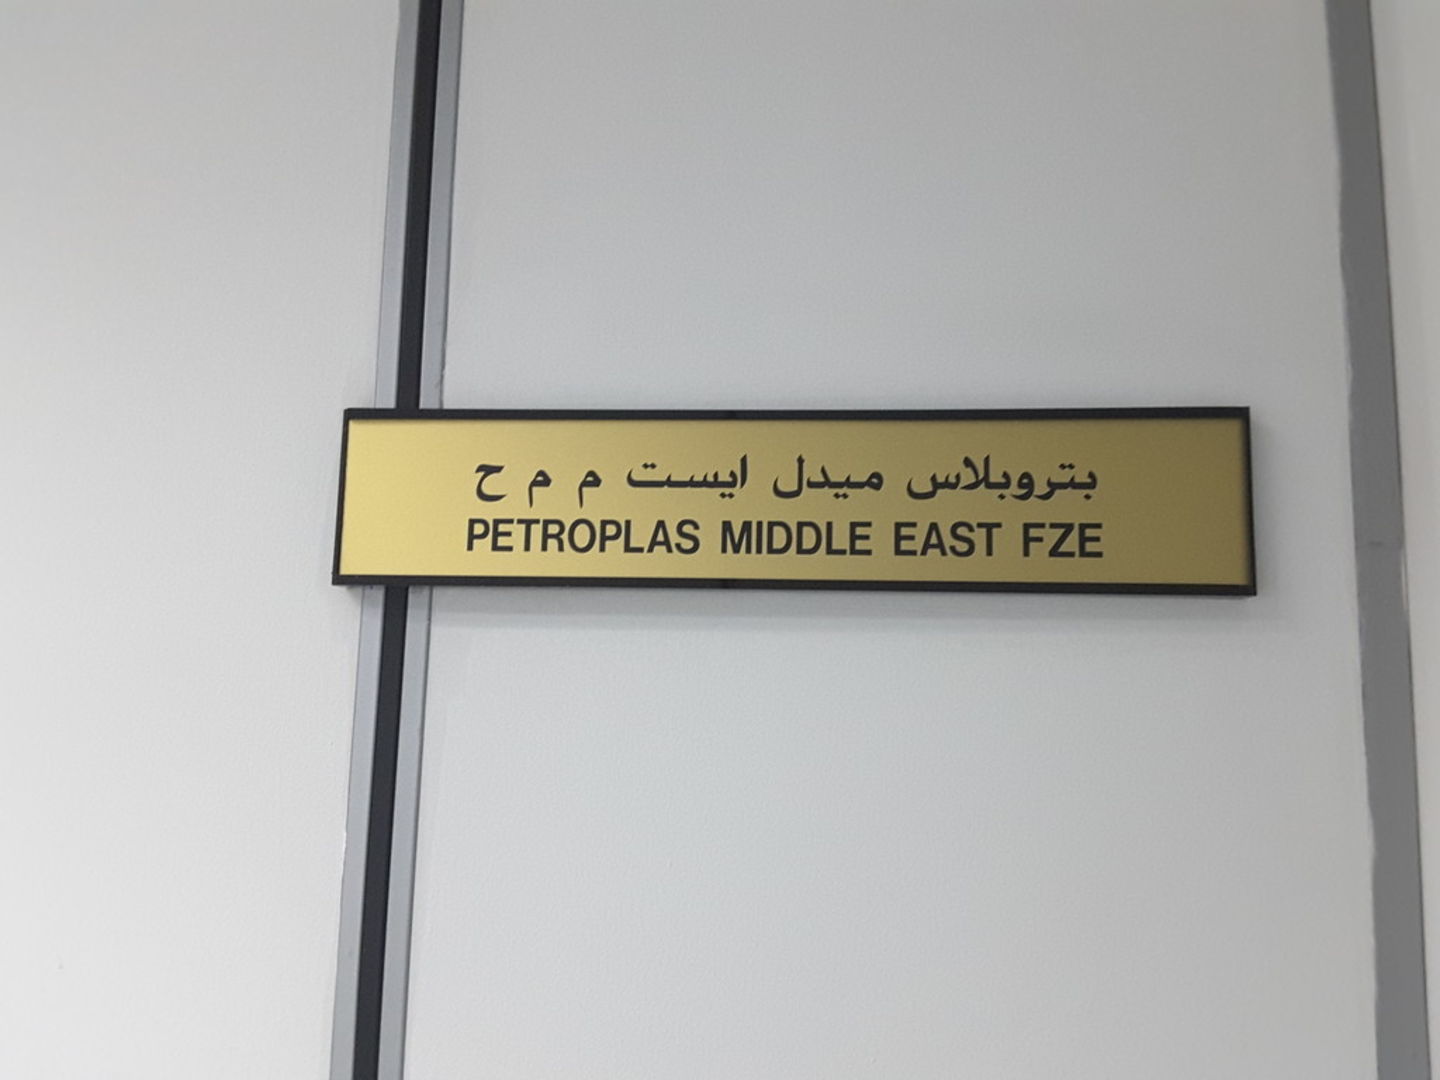 بتروبلاس ميدل ايست م م ح
PETROPLAS MIDDLE EAST FZE